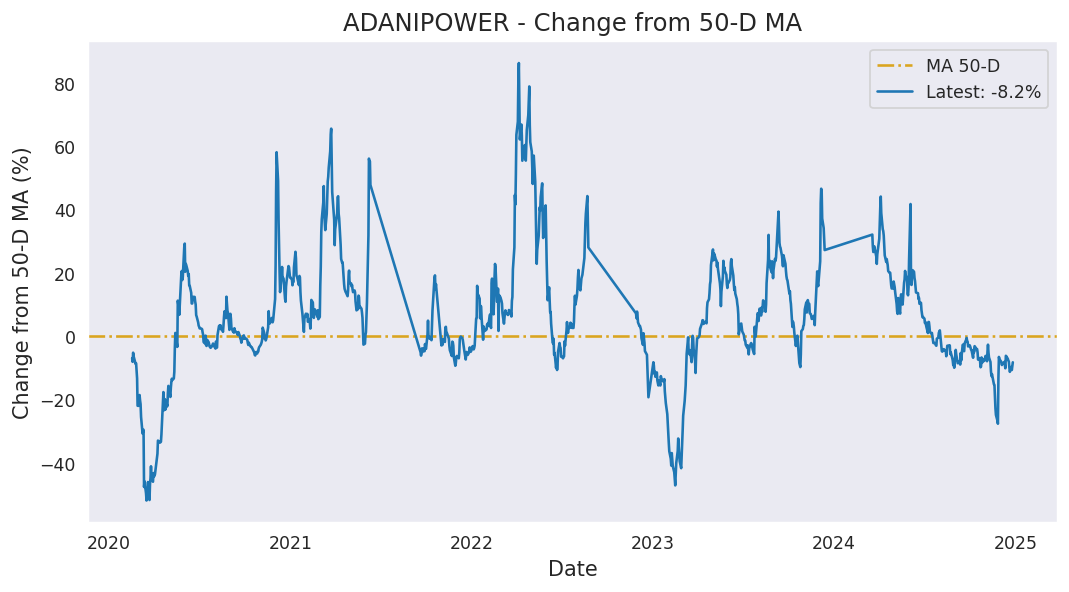 ADANIPOWER - Change from 50-D MA
MA 50-D
Latest: -8.2%
Change from 50-D MA (%)
80
60
40
20
0
−20
−40
2020
2021
2022
2023
2024
2025
Date